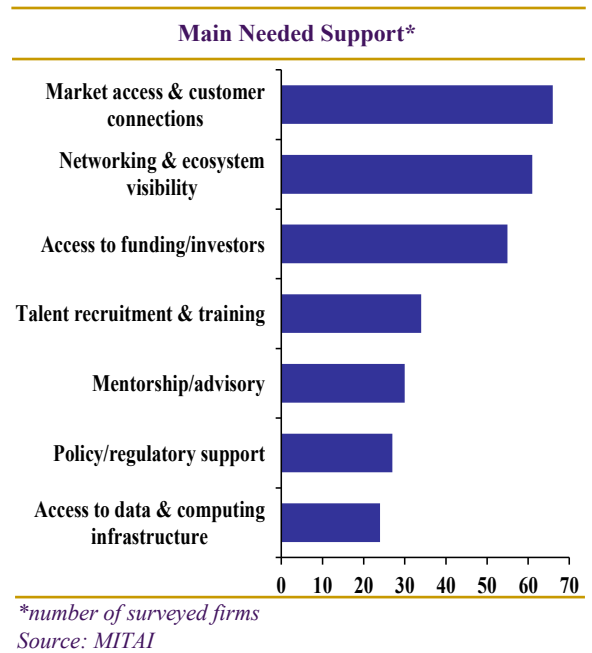 Main Needed Support*
Market access & customer
connections
Networking & ecosystem
visibility
Access to funding/investors
Talent recruitment & training
Mentorship/advisory
Policy/regulatory support
Access to data & computing
infrastructure
0 10 20 30 40 50 60 70
*number of surveyed firms
Source: MITAI